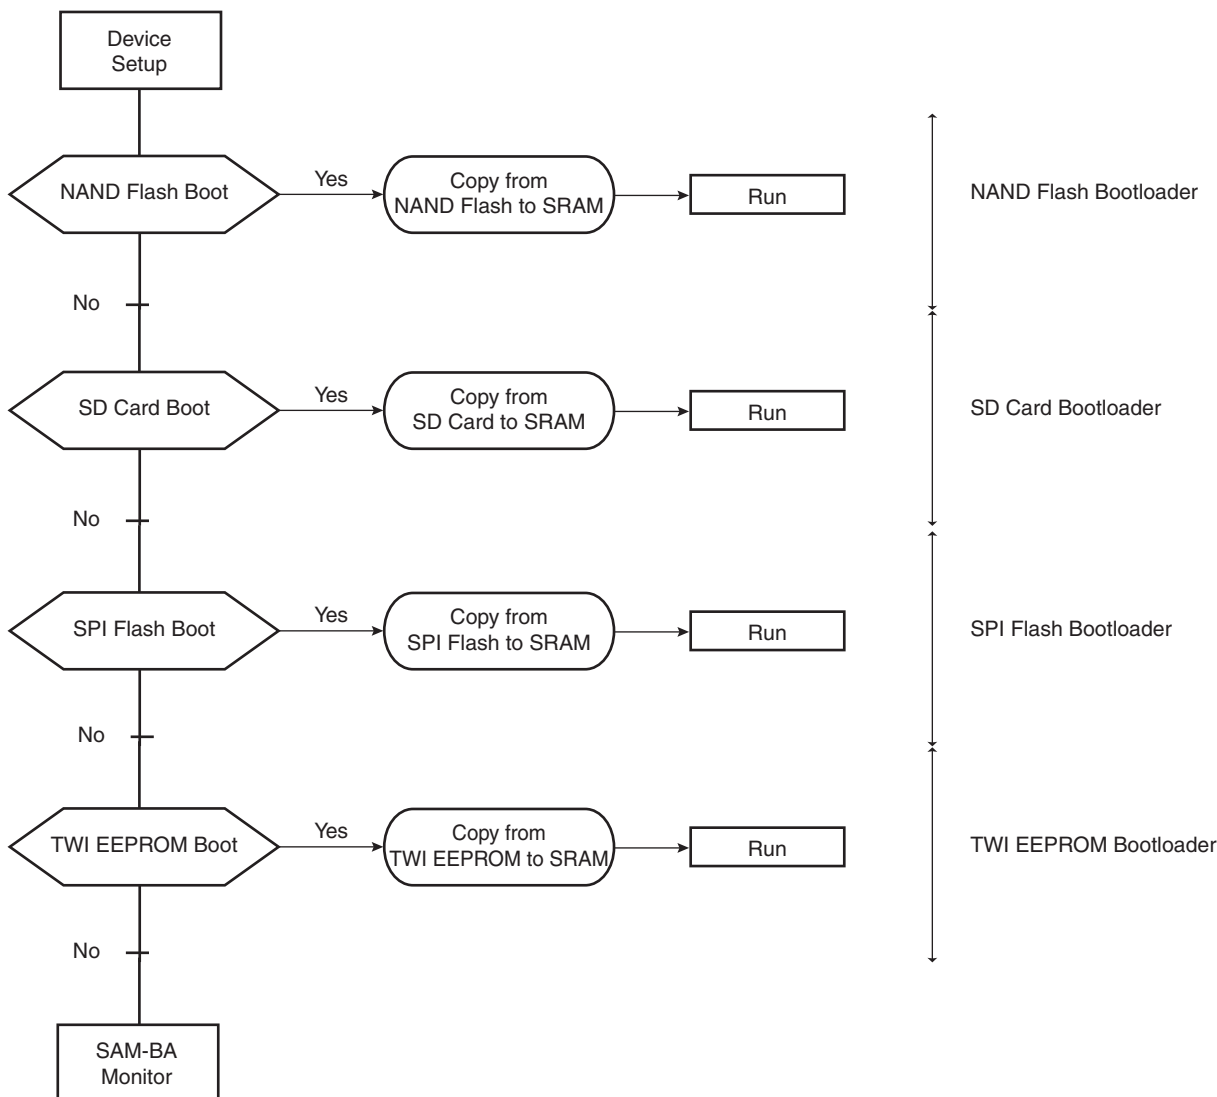 Device
Setup
NAND Flash Boot
Yes
Copy from
NAND Flash to SRAM
Run
NAND Flash Bootloader
No
SD Card Boot
Yes
Copy from
SD Card to SRAM
Run
SD Card Bootloader
No
SPI Flash Boot
Yes
Copy from
SPI Flash to SRAM
Run
SPI Flash Bootloader
No
TWI EEPROM Boot
Yes
Copy from
TWI EEPROM to SRAM
Run
TWI EEPROM Bootloader
No
SAM-BA
Monitor